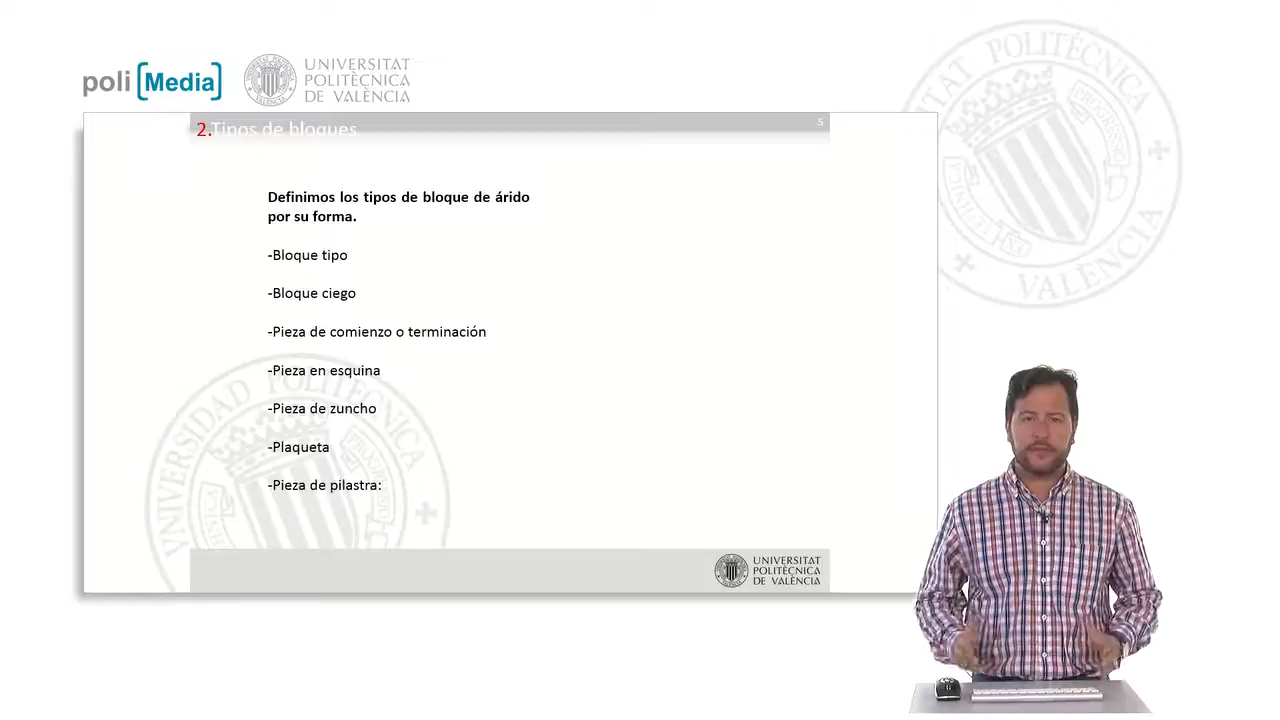 poli [Media]
UNIVERSITAT
POLITÈCNICA
DE VALÈNCIA
2.Tipos de bloques
5
Definimos los tipos de bloque de árido
por su forma.
-Bloque tipo
-Bloque ciego
-Pieza de comienzo o terminación
-Pieza en esquina
-Pieza de zuncho
-Plaqueta
-Pieza de pilastra:
UNIVERSITAT
POLITÈCNICA
DE VALÈNCIA